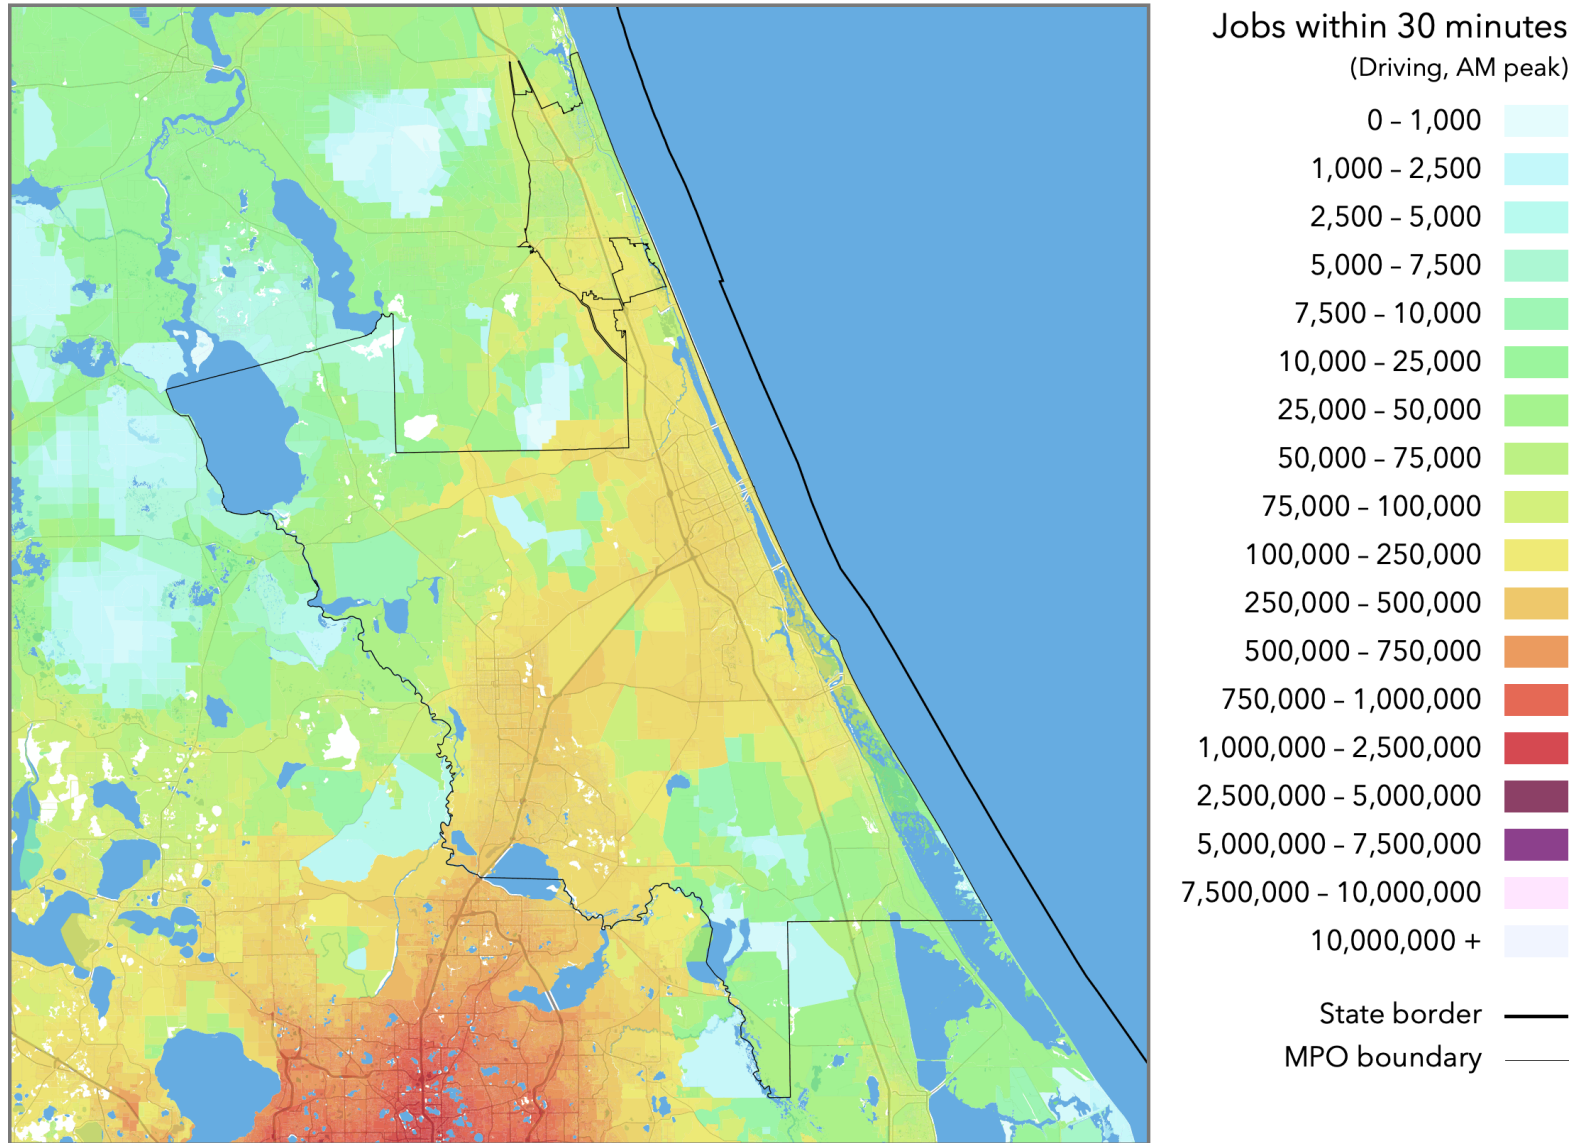 Jobs within 30 minutes
(Driving, AM peak)
0 – 1,000
1,000 – 2,500
2,500 – 5,000
5,000 – 7,500
7,500 – 10,000
10,000 – 25,000
25,000 – 50,000
50,000 – 75,000
75,000 – 100,000
100,000 – 250,000
250,000 – 500,000
500,000 – 750,000
750,000 – 1,000,000
1,000,000 – 2,500,000
2,500,000 – 5,000,000
5,000,000 – 7,500,000
7,500,000 – 10,000,000
10,000,000 +
State border
MPO boundary